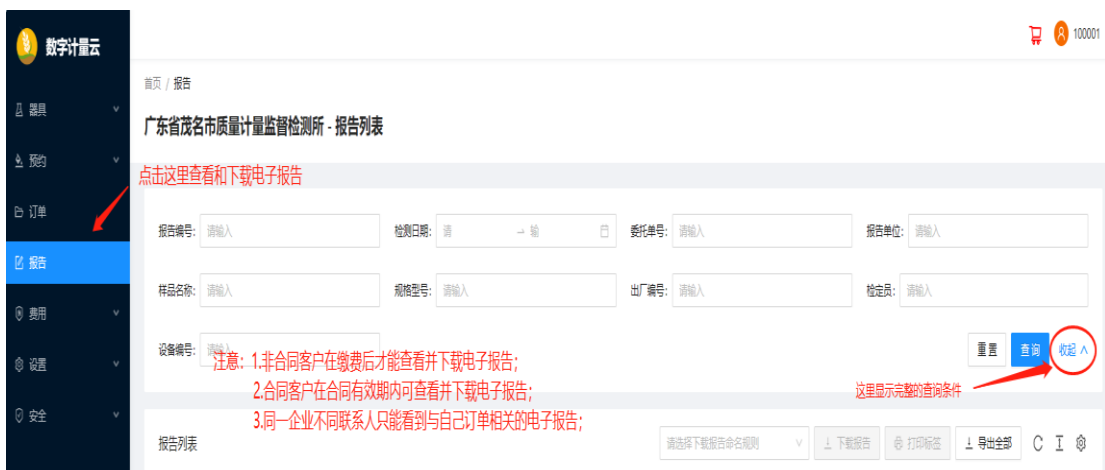 数字计量云
100001
首页 / 报告
器具
广东省茂名市质量计量监督检测所 - 报告列表
预约
点击这里查看和下载电子报告
订单
报告编号: 请输入 检测日期: 请 → 输 委托单号: 请输入 报告单位: 请输入
报告
样品名称: 请输入 规格型号: 请输入 出厂编号: 请输入 检定员: 请输入
费用
设备编号: 请输入 重置 查询 收起
注意: 1.非合同客户在缴费后才能查看并下载电子报告;
设置
2.合同客户在合同有效期内可查看并下载电子报告;
这里显示完整的查询条件
安全
3.同一企业不同联系人只能看到与自己订单相关的电子报告;
报告列表 请选择下载报告命名规则 下载报告 打印标签 导出全部